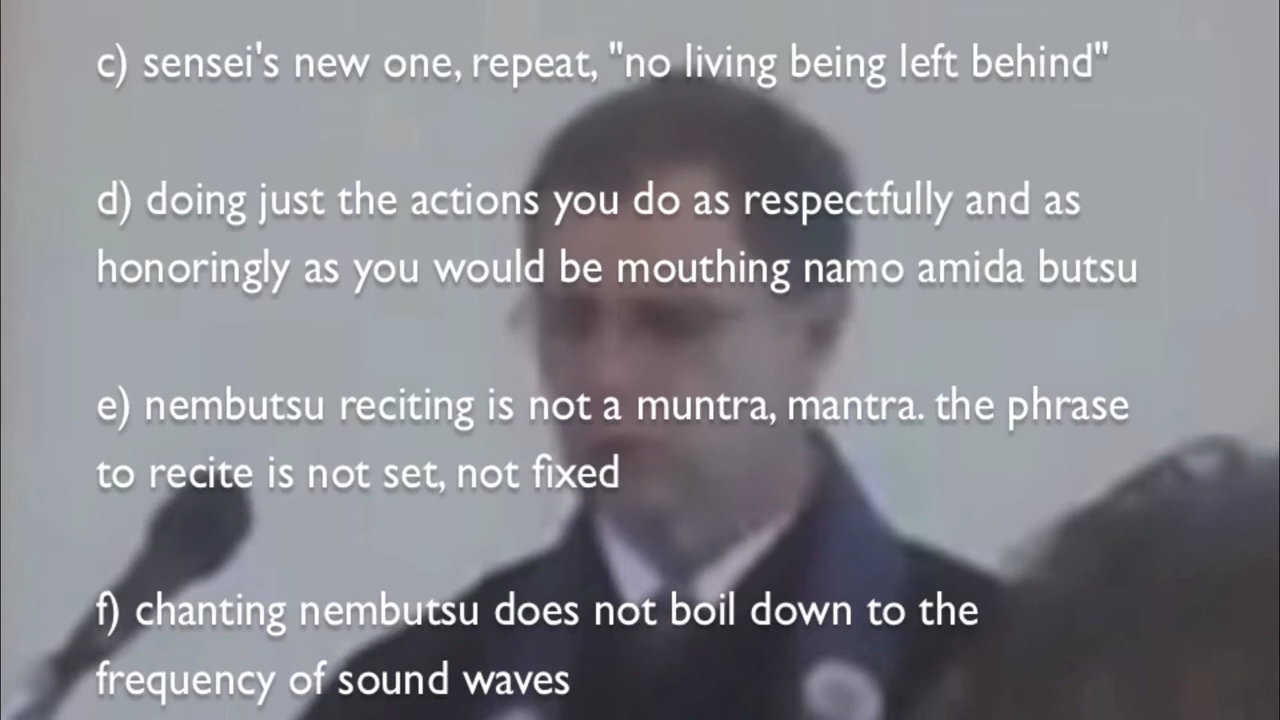 c) sensei's new one, repeat, "no living being left behind"
d) doing just the actions you do as respectfully and as
honoringly as you would be mouthing namo amida butsu
e) nembutsu reciting is not a muntra, mantra. the phrase
to recite is not set, not fixed
f) chanting nembutsu does not boil down to the
frequency of sound waves